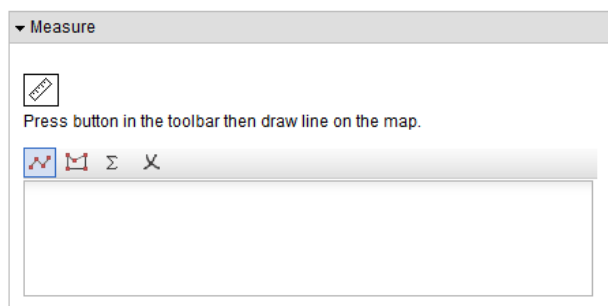 Measure
Press button in the toolbar then draw line on the map.
Σ